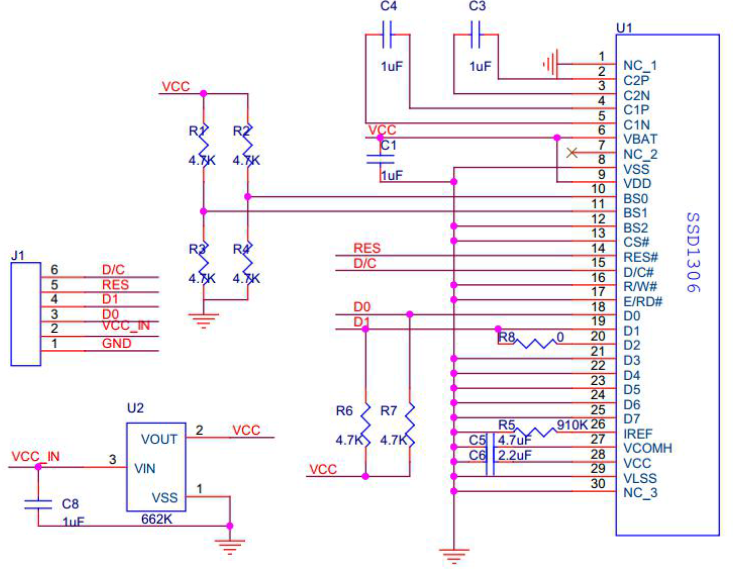 C4
C3
U1
1uF
1uF
1 NC_1
2 C2P
3 C2N
4 C1P
5 C1N
6 VBAT
7 NC_2
8 VSS
9 VDD
10 BS0
11 BS1
12 BS2
13 CS#
14 RES#
15 D/C#
16 R/W#
17 E/RD#
18 D0
19 D1
20 D2
21 D3
22 D4
23 D5
24 D6
25 D7
26 IREF
27 VCOMH
28 VCC
29 VLSS
30 NC_3
SSD1306
VCC
R1
4.7K
R2
4.7K
R3
4.7K
R4
4.7K
VCC
C1
1uF
RES
D/C
D0
D1
R8 0
R6
4.7K
R7
4.7K
VCC
R5 910K
C5 4.7uF
C6 2.2uF
J1
6 D/C
5 RES
4 D1
3 D0
2 VCC_IN
1 GND
U2
VOUT 2 VCC
VCC_IN 3 VIN
VSS 1
662K
C8
1uF